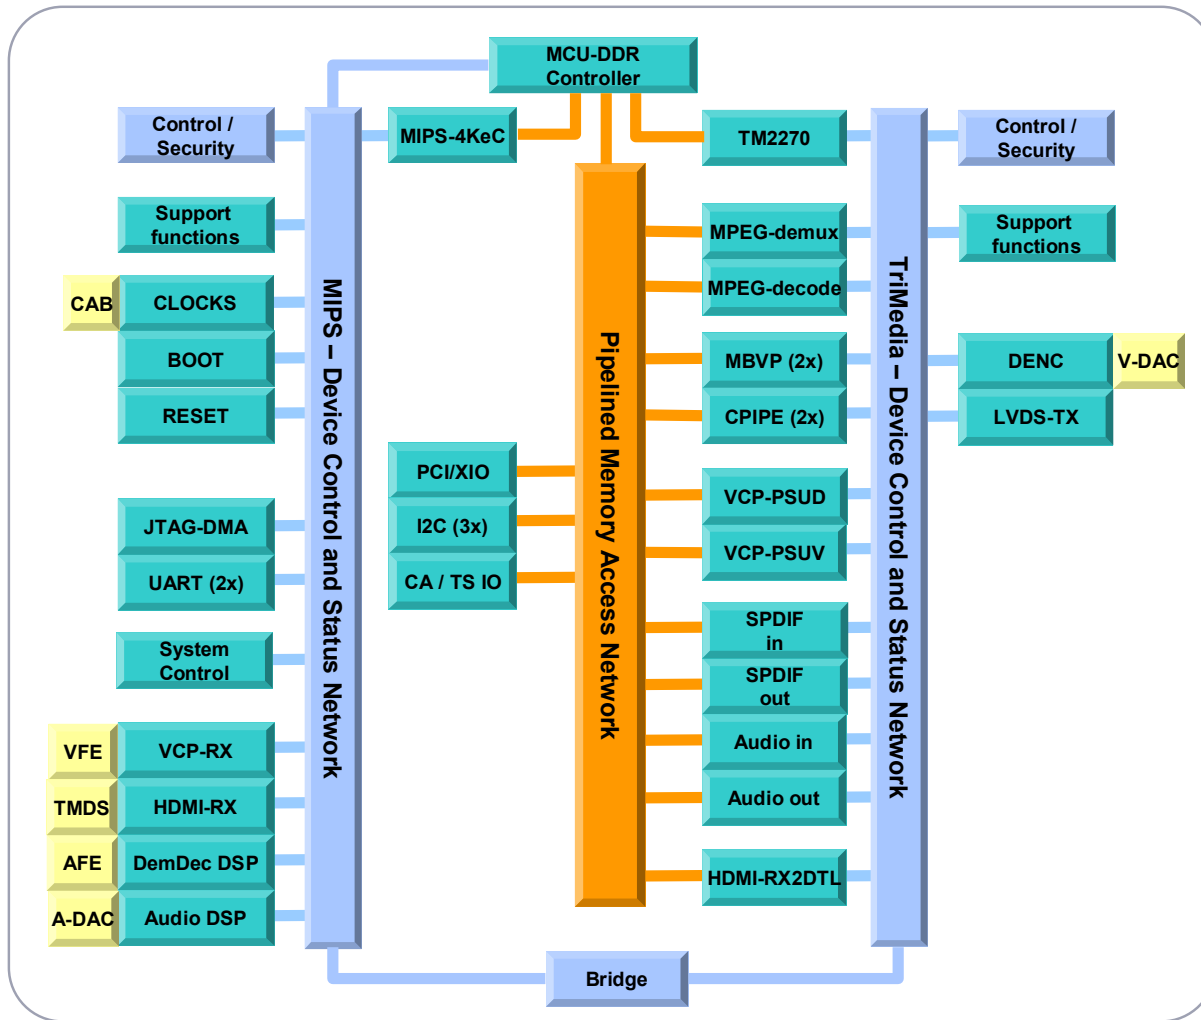 MCU-DDR
Controller
Control /
Security
MIPS-4KeC
TM2270
Control /
Security
Support
functions
MPEG-demux
Support
functions
CAB
CLOCKS
MPEG-decode
BOOT
MBVP (2x)
DENC
V-DAC
RESET
CPIPE (2x)
LVDS-TX
MIPS – Device Control and Status Network
Pipelined Memory Access Network
TriMedia – Device Control and Status Network
PCI/XIO
VCP-PSUD
JTAG-DMA
I2C (3x)
VCP-PSUV
UART (2x)
CA / TS IO
System
Control
SPDIF
in
SPDIF
out
VFE
VCP-RX
Audio in
TMDS
HDMI-RX
Audio out
AFE
DemDec DSP
HDMI-RX2DTL
A-DAC
Audio DSP
Bridge